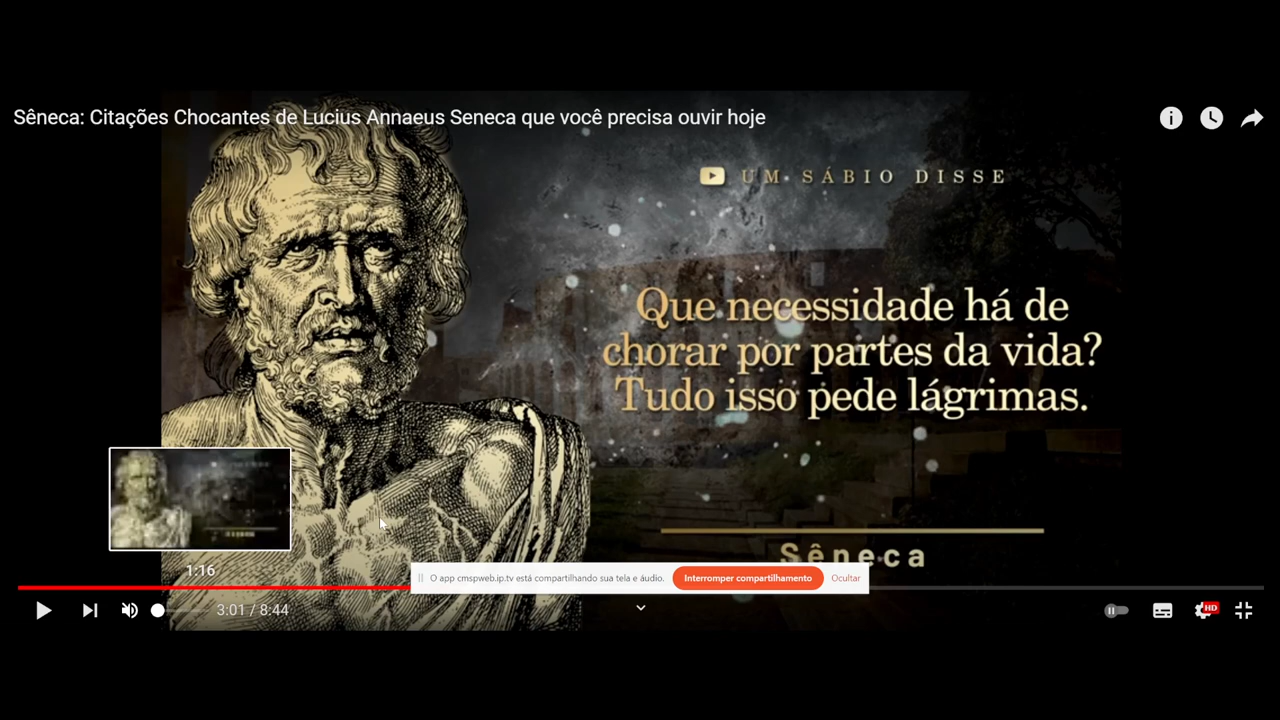 Sêneca: Citações Chocantes de Lucius Annaeus Seneca que você precisa ouvir hoje
UM SÁBIO DISSE
Que necessidade há de
chorar por partes da vida?
Tudo isso pede lágrimas.
Sêneca
1:16
O app cmspweb.ip.tv está compartilhando sua tela e áudio. Interromper compartilhamento Ocultar
3:01 / 8:44
HD